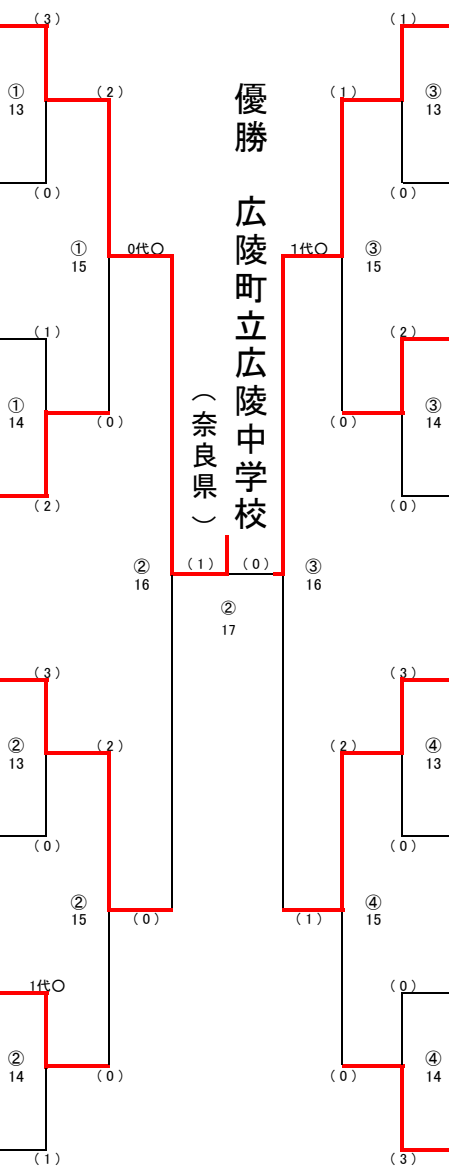 （3） （1）
① 13 （2） （1） ③ 13
（0） （0）
優勝　広陵町立広陵中学校
（奈良県）
① 15 0代〇 1代〇 ③ 15
（1） （2）
① 14 （0） （0） ③ 14
（2） （0）
② 16 （1） （0） ③ 16
② 17
（3） （3）
② 13 （2） （2） ④ 13
（0） （0）
② 15 （0） （1） ④ 15
1代〇 （0）
② 14 （0） （0） ④ 14
（1） （3）